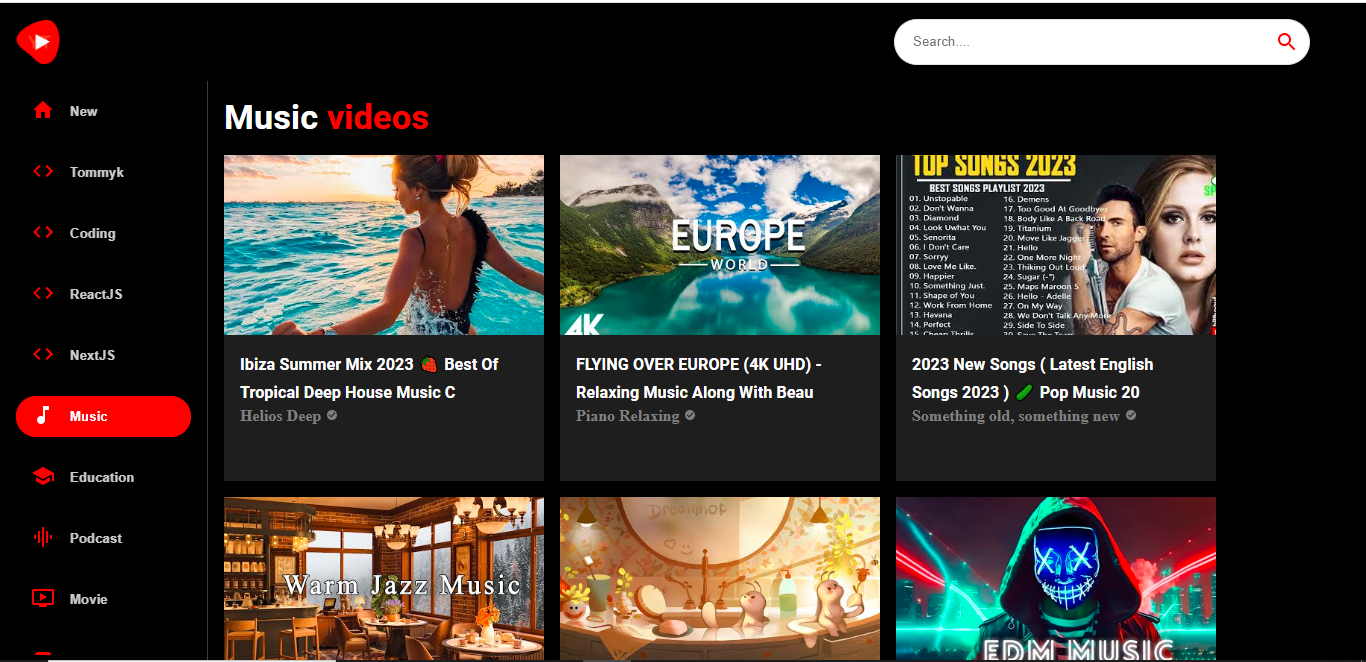 Search....
New
Tommyk
Coding
ReactJS
NextJS
Music
Education
Podcast
Movie
Music videos
EUROPE
WORLD
4K
TOP SONGS 2023
BEST SONGS PLAYLIST 2023
01. Unstopable
02. Don't Wanna
03. Diamond
04. Look Uwhat You
05. Senorita
06. I Don't Care
07. Sorryy
08. Love Me Like.
09. Happier
10. Something Just.
11. Shape of You
12. Work From Home
13. Havana
14. Perfect
15. Cheap Thrills
16. Demens
17. Too Good At Goodbyes
18. Body Like A Back Road
19. Titanium
20. Move Like Jagger
21. Hello
22. One More Night
23. Thiking Out Loud
24. Sugar (-")
25. Maps Maroon 5
26. Hello - Adelle
27. On My Way
28. We Don't Talk Any More
29. Side To Side
30. Save The Tears
Ibiza Summer Mix 2023 🍓 Best Of
Tropical Deep House Music C
Helios Deep
FLYING OVER EUROPE (4K UHD) -
Relaxing Music Along With Beau
Piano Relaxing
2023 New Songs ( Latest English
Songs 2023 ) 🥒 Pop Music 20
Something old, something new
Warm Jazz Music
EDM MUSIC